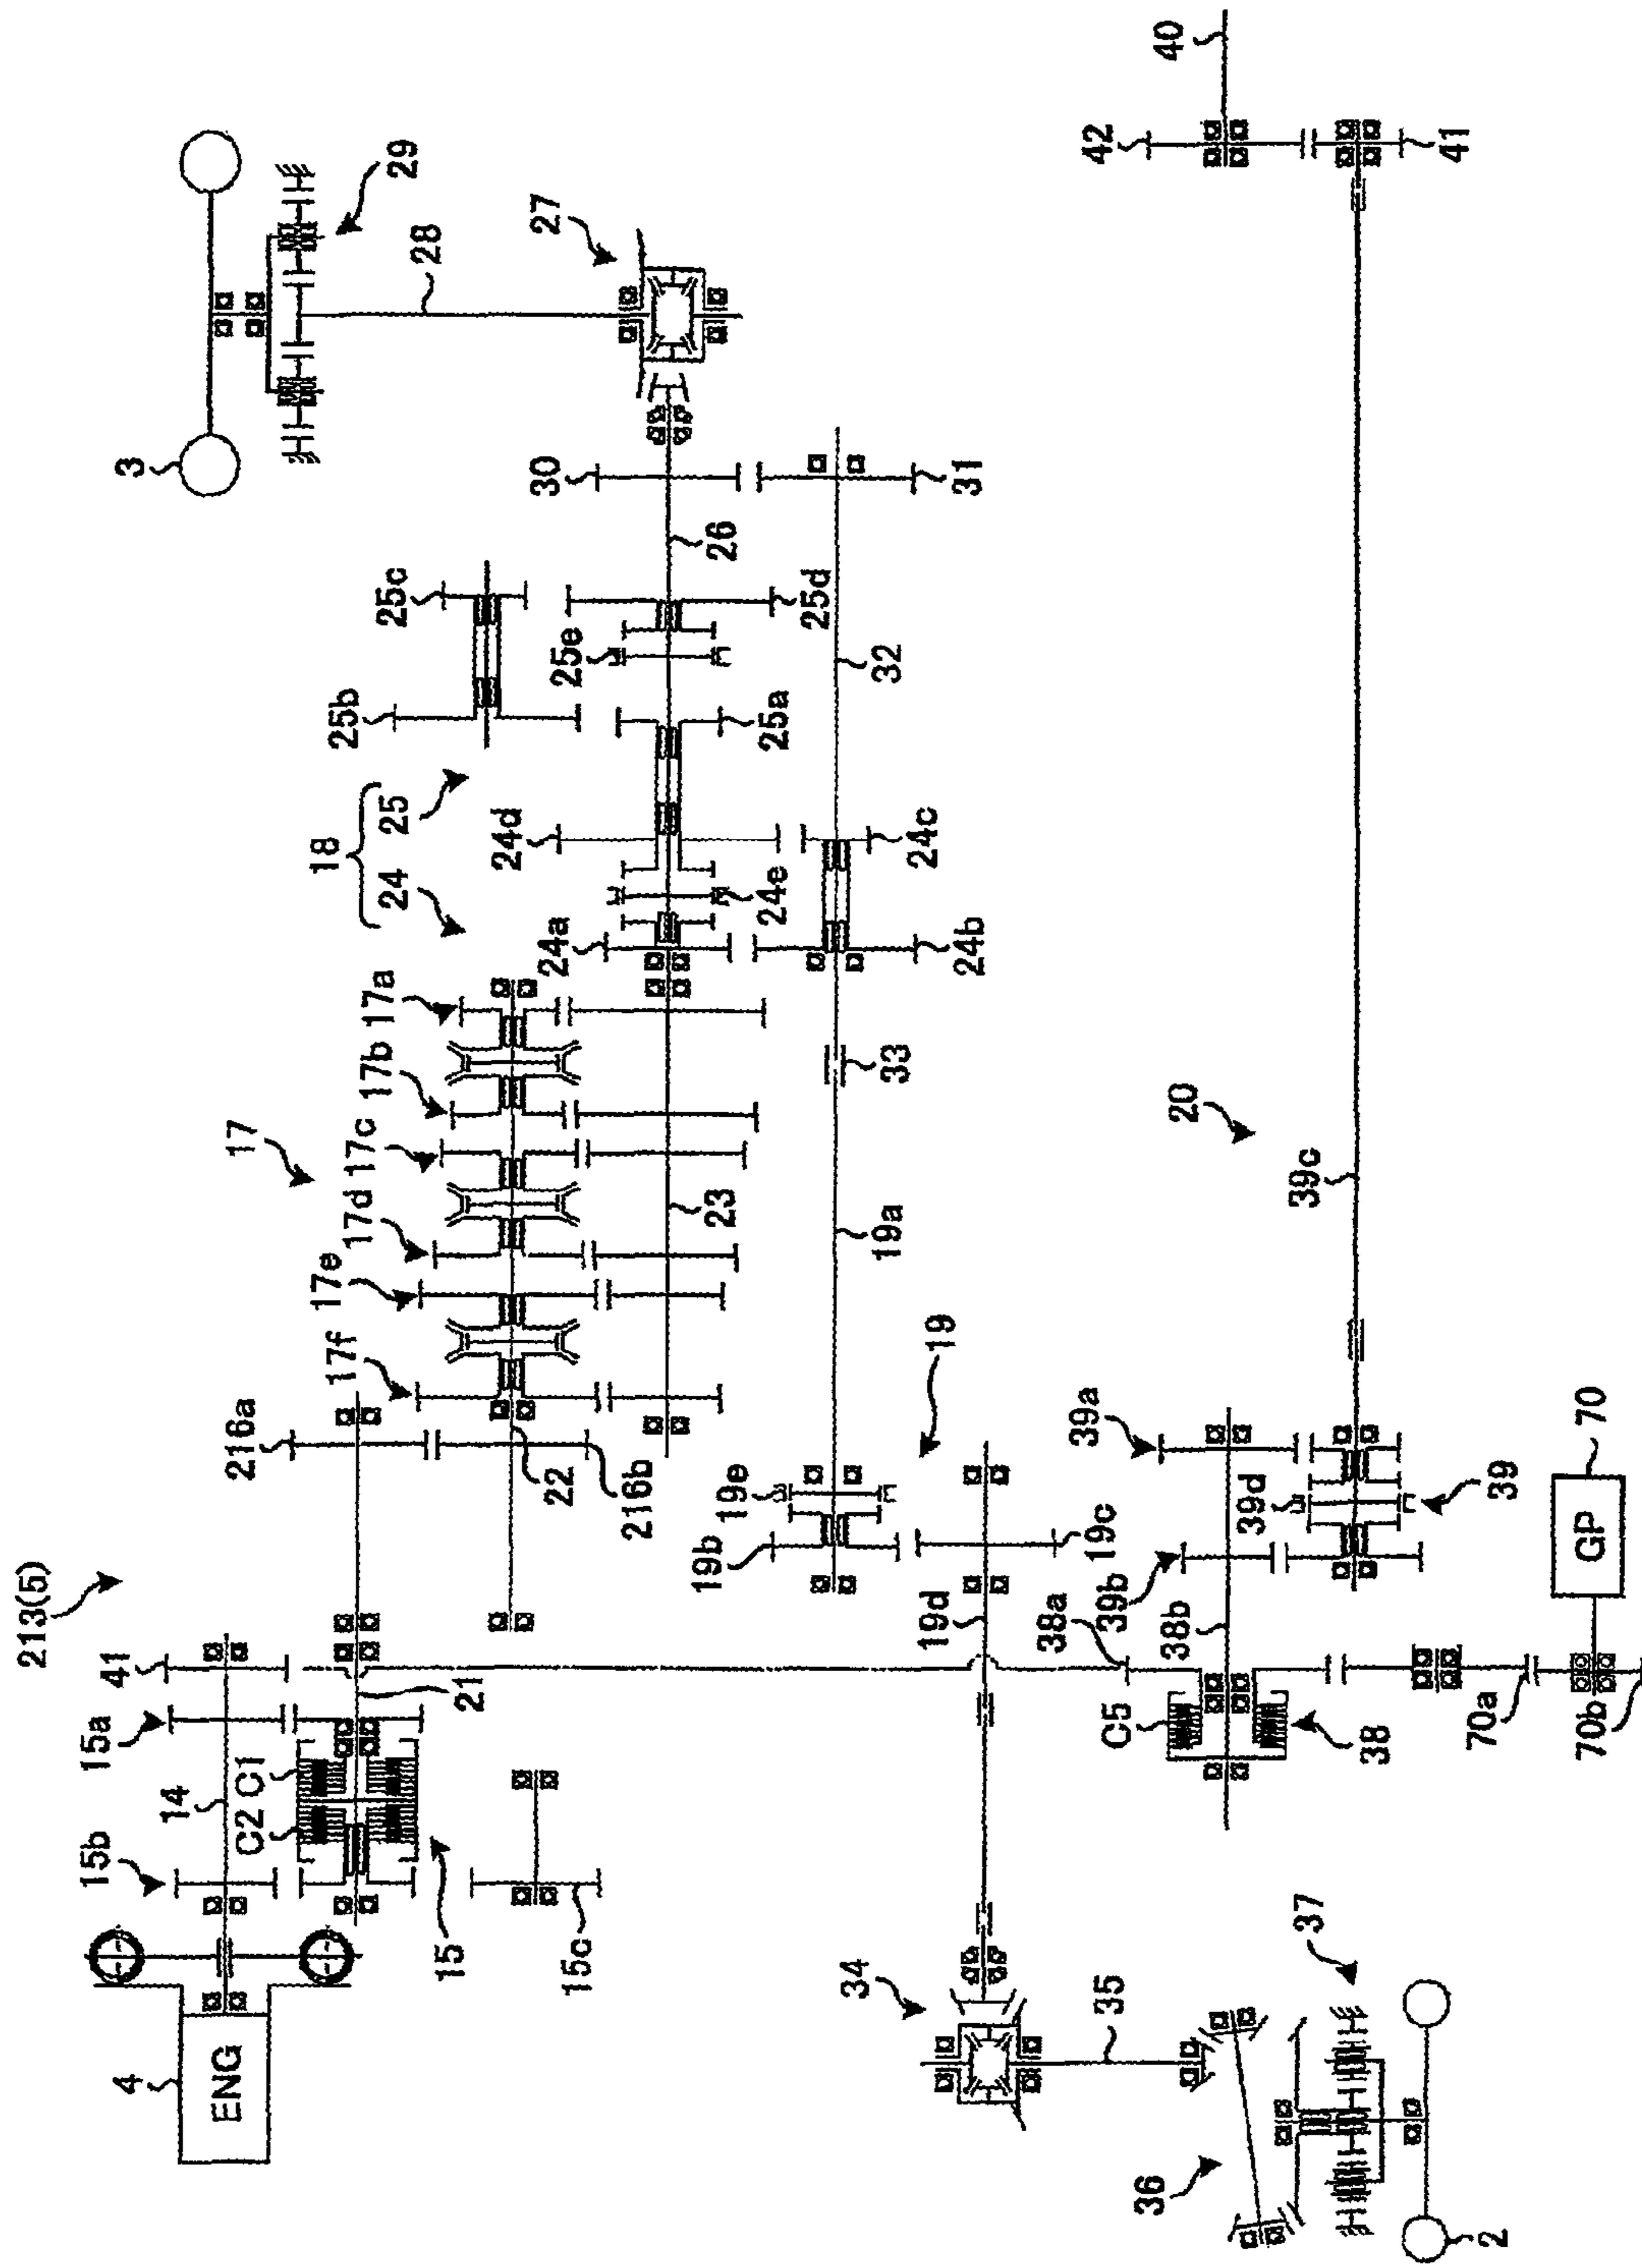 3
29
28
27
30
31
26
25c
25d
25e
25b
25a
32
18
24
25
24d
24c
24e
24a
24b
17a
17b
17
17c
17d
17e
17f
23
33
19a
216a
22
216b
19e
19b
19
19c
19d
213(5)
41
21
15a
14
C1
C2
15b
15
15c
4
ENG
34
35
36
37
2
40
42
41
20
39c
39a
39d
39
39b
38a
38b
C5
38
70
GP
70a
70b